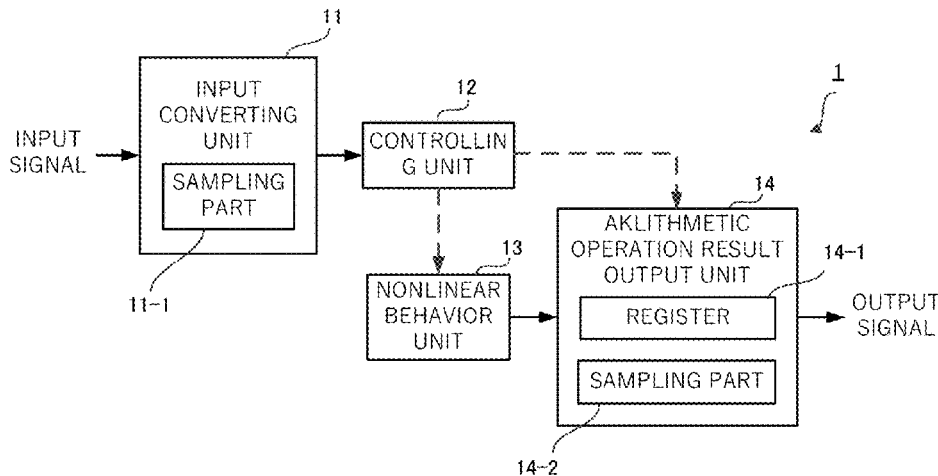 11
1
INPUT
CONVERTING
UNIT
12
INPUT
SIGNAL
CONTROLLIN
G UNIT
SAMPLING
PART
14
AKLITHMETIC
OPERATION RESULT
OUTPUT UNIT
11-1
13
14-1
NONLINEAR
BEHAVIOR
UNIT
REGISTER
OUTPUT
SIGNAL
SAMPLING PART
14-2